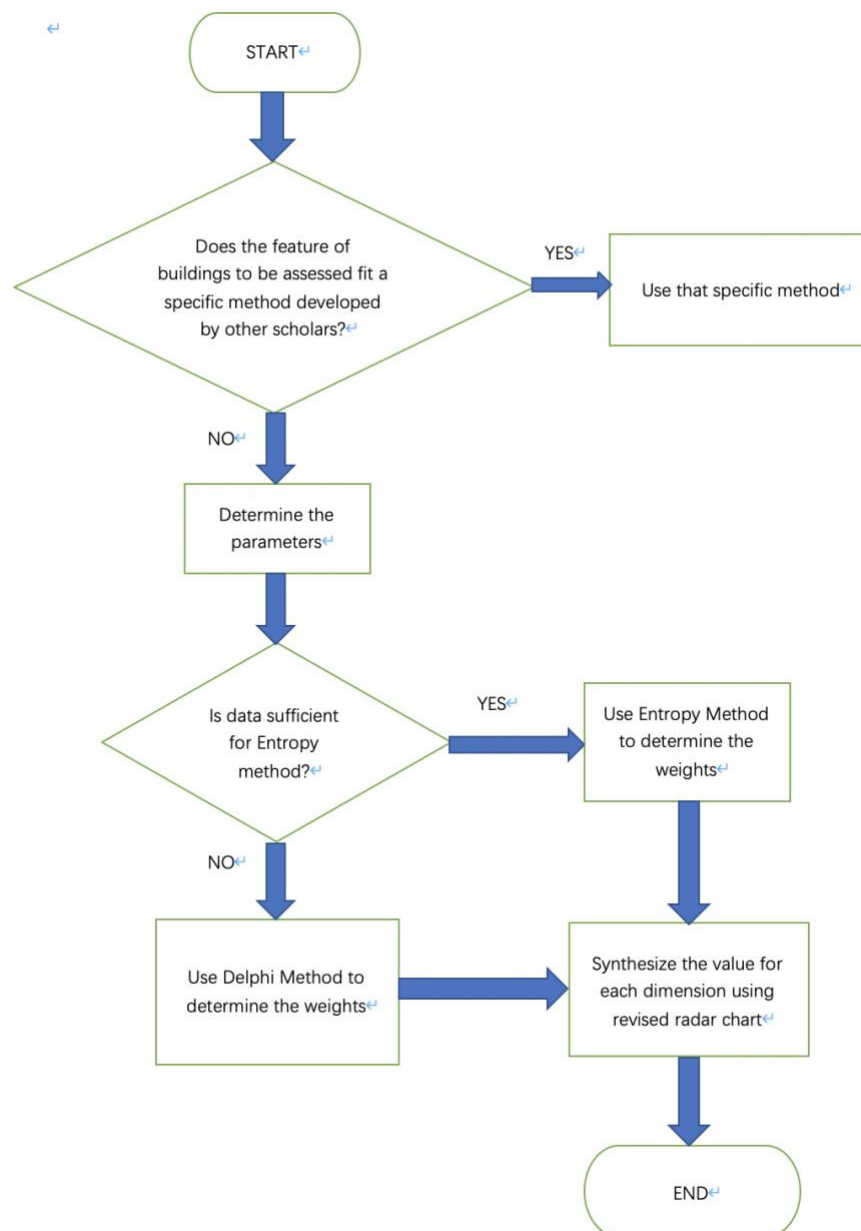 START
Does the feature of
buildings to be assessed fit a
specific method developed
by other scholars?
YES
Use that specific method
NO
Determine the
parameters
Is data sufficient
for Entropy
method?
YES
Use Entropy Method
to determine the
weights
NO
Use Delphi Method to
determine the weights
Synthesize the value for
each dimension using
revised radar chart
END